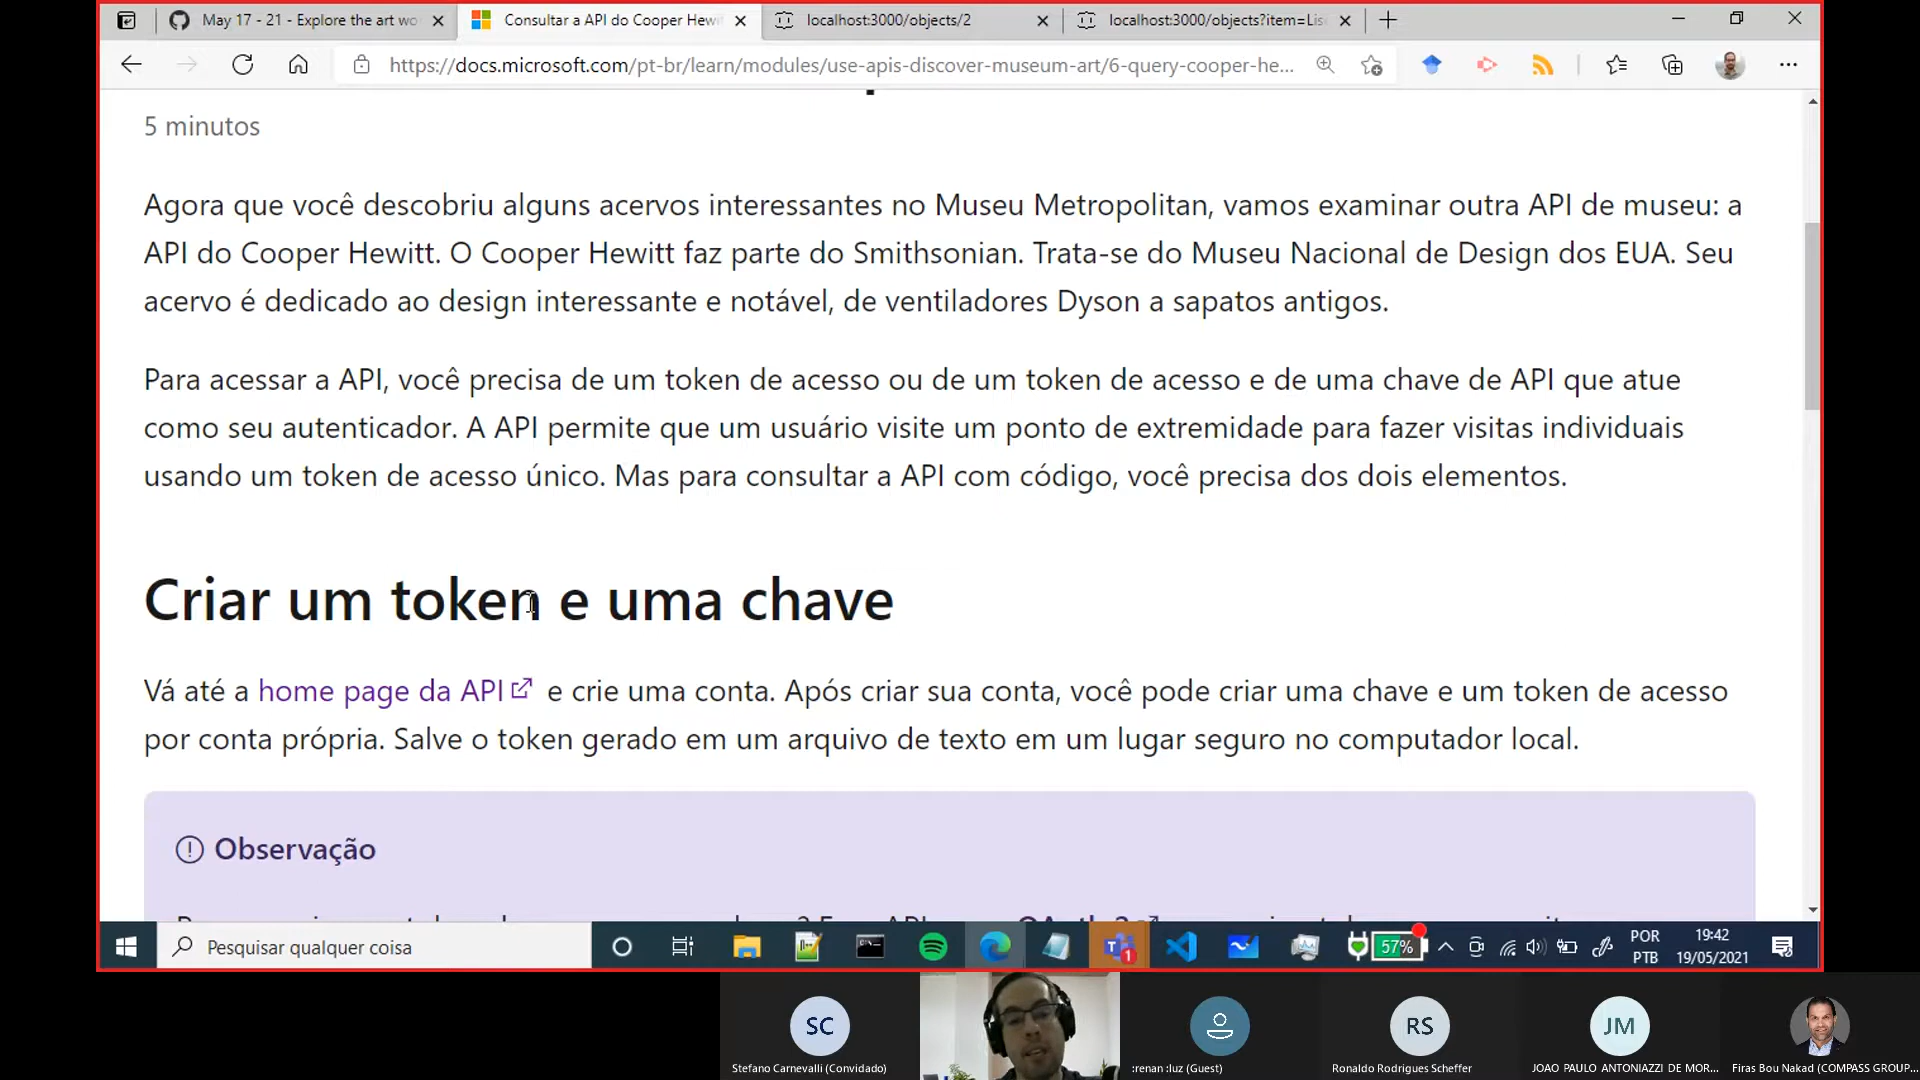 May 17 - 21 - Explore the art wo
Consultar a API do Cooper Hewi
localhost:3000/objects/2
localhost:3000/objects?item=Lis
https://docs.microsoft.com/pt-br/learn/modules/use-apis-discover-museum-art/6-query-cooper-he...
5 minutos
Agora que você descobriu alguns acervos interessantes no Museu Metropolitan, vamos examinar outra API de museu: a
API do Cooper Hewitt. O Cooper Hewitt faz parte do Smithsonian. Trata-se do Museu Nacional de Design dos EUA. Seu
acervo é dedicado ao design interessante e notável, de ventiladores Dyson a sapatos antigos.
Para acessar a API, você precisa de um token de acesso ou de um token de acesso e de uma chave de API que atue
como seu autenticador. A API permite que um usuário visite um ponto de extremidade para fazer visitas individuais
usando um token de acesso único. Mas para consultar a API com código, você precisa dos dois elementos.
Criar um token e uma chave
Vá até a home page da API e crie uma conta. Após criar sua conta, você pode criar uma chave e um token de acesso
por conta própria. Salve o token gerado em um arquivo de texto em um lugar seguro no computador local.
Observação
Pesquisar qualquer coisa
1
57%
POR
PTB
19:42
19/05/2021
SC
RS
JM
Stefano Carnevalli (Convidado)
:renan :luz (Guest)
Ronaldo Rodrigues Scheffer
JOAO PAULO ANTONIAZZI DE MOR...
Firas Bou Nakad (COMPASS GROUP...